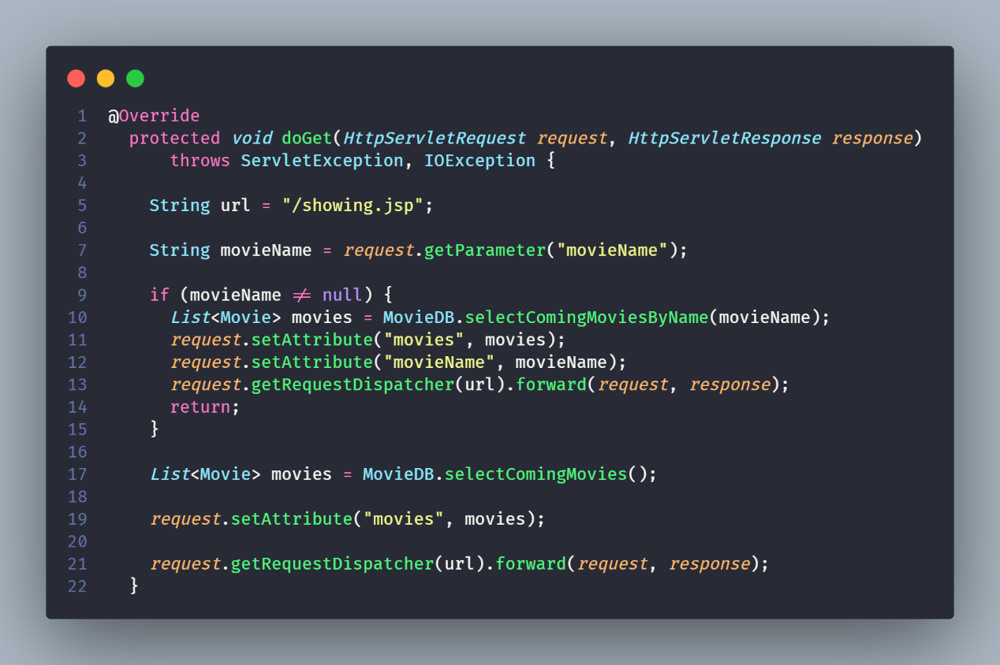 1 @Override
2   protected void doGet(HttpServletRequest request, HttpServletResponse response)
3       throws ServletException, IOException {
4
5     String url = "/showing.jsp";
6
7     String movieName = request.getParameter("movieName");
8
9     if (movieName != null) {
10       List<Movie> movies = MovieDB.selectComingMoviesByName(movieName);
11       request.setAttribute("movies", movies);
12       request.setAttribute("movieName", movieName);
13       request.getRequestDispatcher(url).forward(request, response);
14       return;
15     }
16
17     List<Movie> movies = MovieDB.selectComingMovies();
18
19     request.setAttribute("movies", movies);
20
21     request.getRequestDispatcher(url).forward(request, response);
22   }